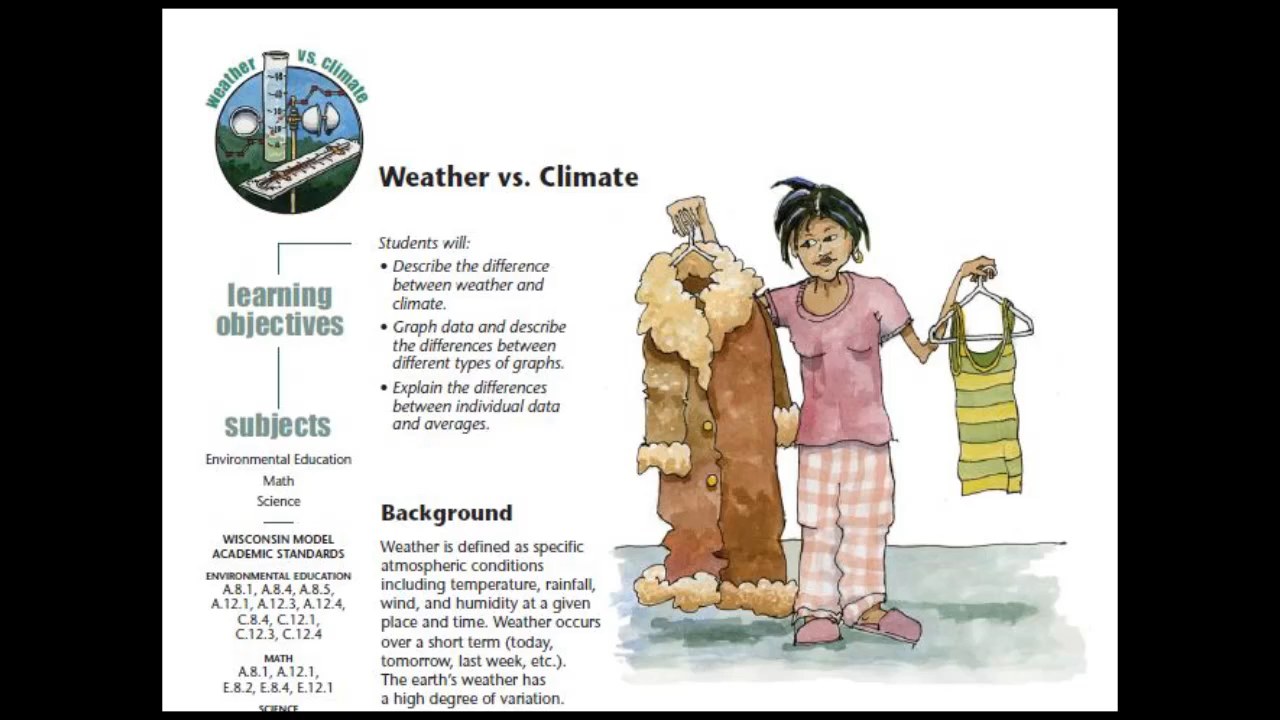 weather vs. climate
Weather vs. Climate
learning
objectives
Students will:
• Describe the difference
between weather and
climate.
• Graph data and describe
the differences between
different types of graphs.
• Explain the differences
between individual data
and averages.
subjects
Environmental Education
Math
Science
WISCONSIN MODEL
ACADEMIC STANDARDS
ENVIRONMENTAL EDUCATION
A.8.1, A.8.4, A.8.5,
A.12.1, A.12.3, A.12.4,
C.8.4, C.12.1,
C.12.3, C.12.4
MATH
A.8.1, A.12.1,
E.8.2, E.8.4, E.12.1
SCIENCE
Background
Weather is defined as specific
atmospheric conditions
including temperature, rainfall,
wind, and humidity at a given
place and time. Weather occurs
over a short term (today,
tomorrow, last week, etc.).
The earth's weather has
a high degree of variation.